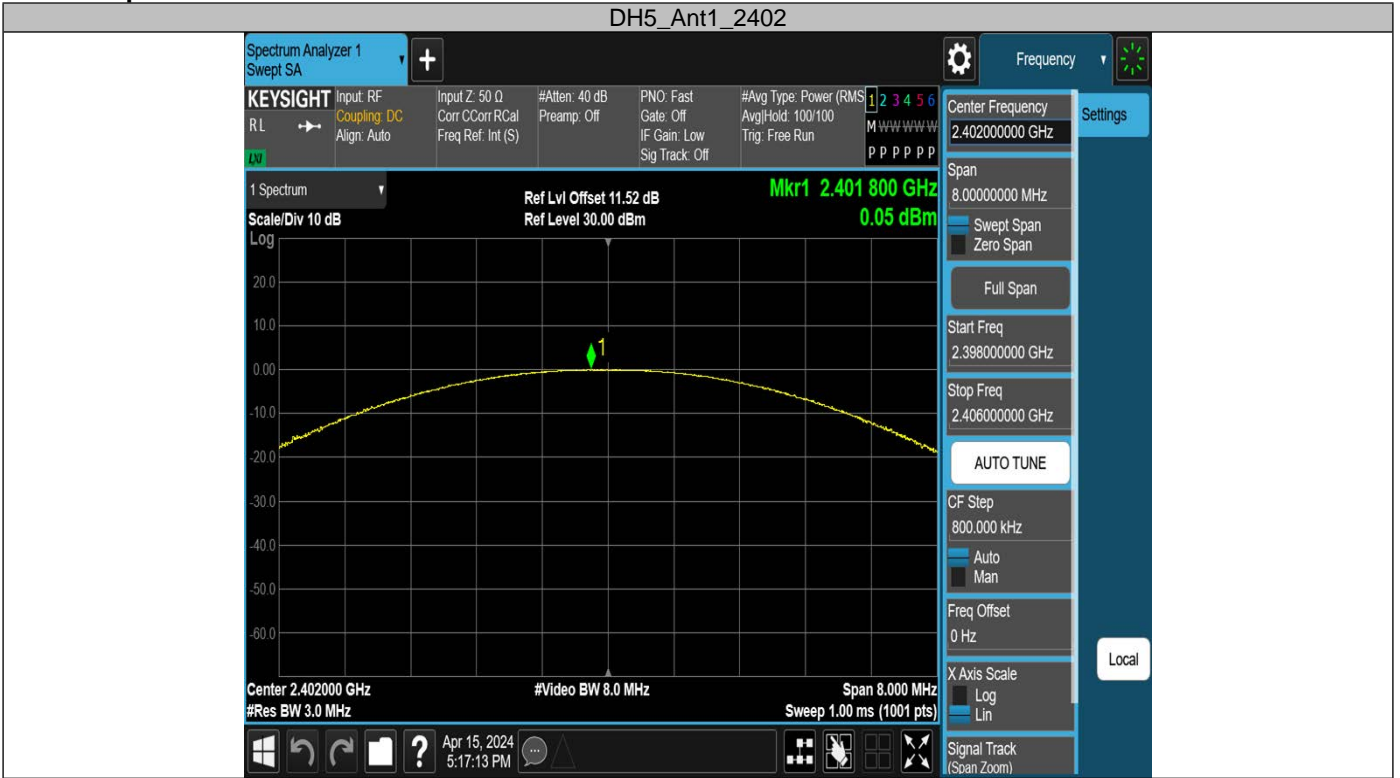 DH5_Ant1_2402
Spectrum Analyzer 1
Swept SA
+
Frequency
KEYSIGHT
RL
LXI
Input: RF
Coupling: DC
Align: Auto
Input Z: 50 Ω
Corr CCorr RCal
Freq Ref: Int (S)
#Atten: 40 dB
Preamp: Off
PNO: Fast
Gate: Off
IF Gain: Low
Sig Track: Off
#Avg Type: Power (RMS
Avg|Hold: 100/100
Trig: Free Run
1 2 3 4 5 6
M W W W W W
P P P P P P
1 Spectrum
Scale/Div 10 dB
Log
Ref Lvl Offset 11.52 dB
Ref Level 30.00 dBm
Mkr1 2.401 800 GHz
0.05 dBm
20.0
10.0
0.00
-10.0
-20.0
-30.0
-40.0
-50.0
-60.0
1
Center 2.402000 GHz
#Res BW 3.0 MHz
#Video BW 8.0 MHz
Span 8.000 MHz
Sweep 1.00 ms (1001 pts)
Center Frequency
2.402000000 GHz
Span
8.00000000 MHz
Swept Span
Zero Span
Full Span
Start Freq
2.398000000 GHz
Stop Freq
2.406000000 GHz
AUTO TUNE
CF Step
800.000 kHz
Auto
Man
Freq Offset
0 Hz
X Axis Scale
Log
Lin
Signal Track
(Span Zoom)
Settings
Local
?
Apr 15, 2024
5:17:13 PM